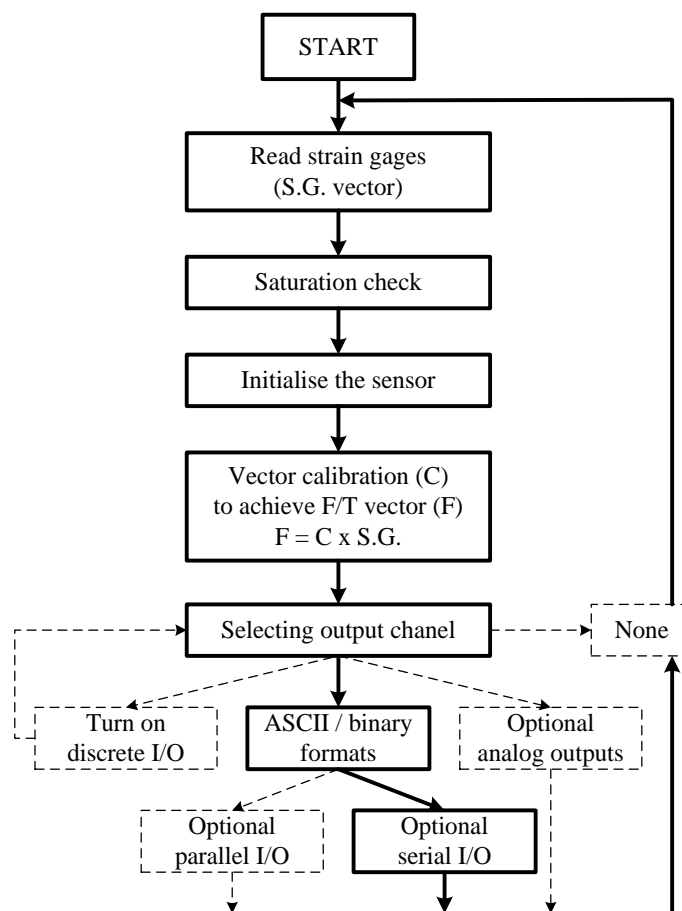 START
Read strain gages
(S.G. vector)
Saturation check
Initialise the sensor
Vector calibration (C)
to achieve F/T vector (F)
F = C x S.G.
Selecting output chanel
None
Turn on
discrete I/O
ASCII / binary
formats
Optional
analog outputs
Optional
parallel I/O
Optional
serial I/O